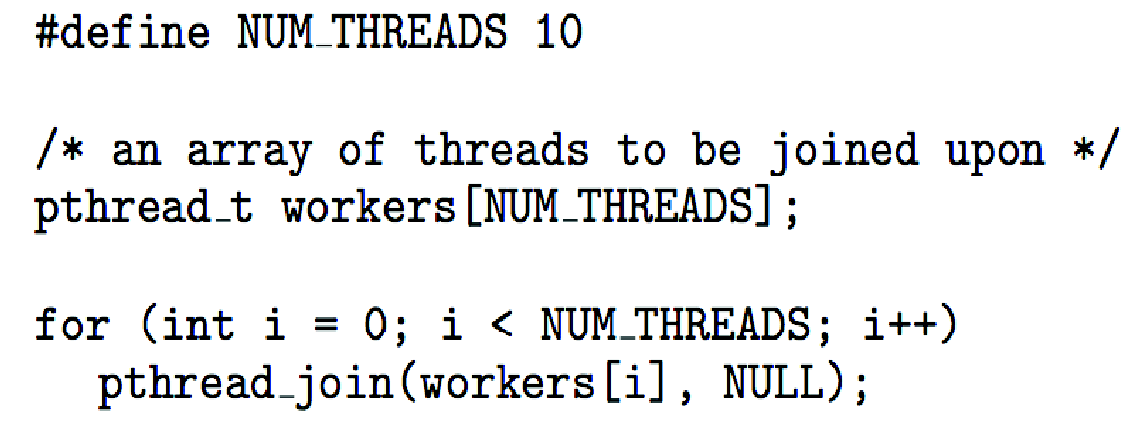 #define NUM_THREADS 10
/* an array of threads to be joined upon */
pthread_t workers[NUM_THREADS];
for (int i = 0; i < NUM_THREADS; i++)
pthread_join(workers[i], NULL);